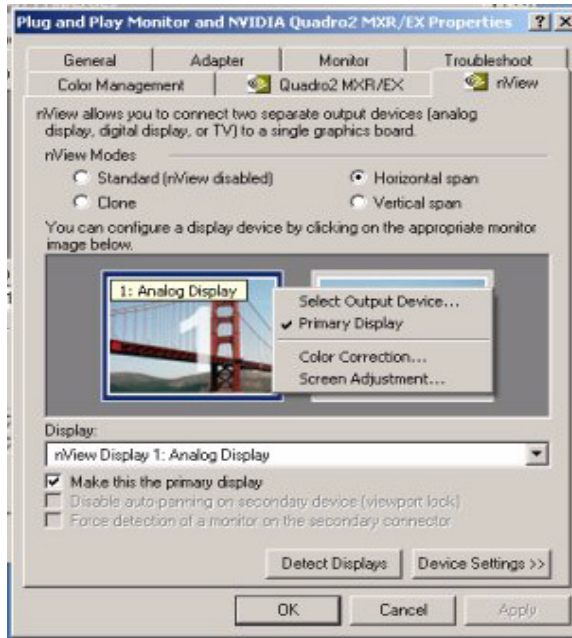 Plug and Play Monitor and NVIDIA Quadro2 MXR/EX Properties
General Adapter Monitor Troubleshoot
Color Management Quadro2 MXR/EX nView
nView allows you to connect two separate output devices (analog
display, digital display, or TV) to a single graphics board.
nView Modes
Standard (nView disabled) Horizontal span
Clone Vertical span
You can configure a display device by clicking on the appropriate monitor
image below.
1: Analog Display
1
Select Output Device...
Primary Display
Color Correction...
Screen Adjustment...
Display:
nView Display 1: Analog Display
Make this the primary display
Disable auto-panning on secondary device (viewport lock)
Force detection of a monitor on the secondary connector
Detect Displays Device Settings >>
OK Cancel Apply